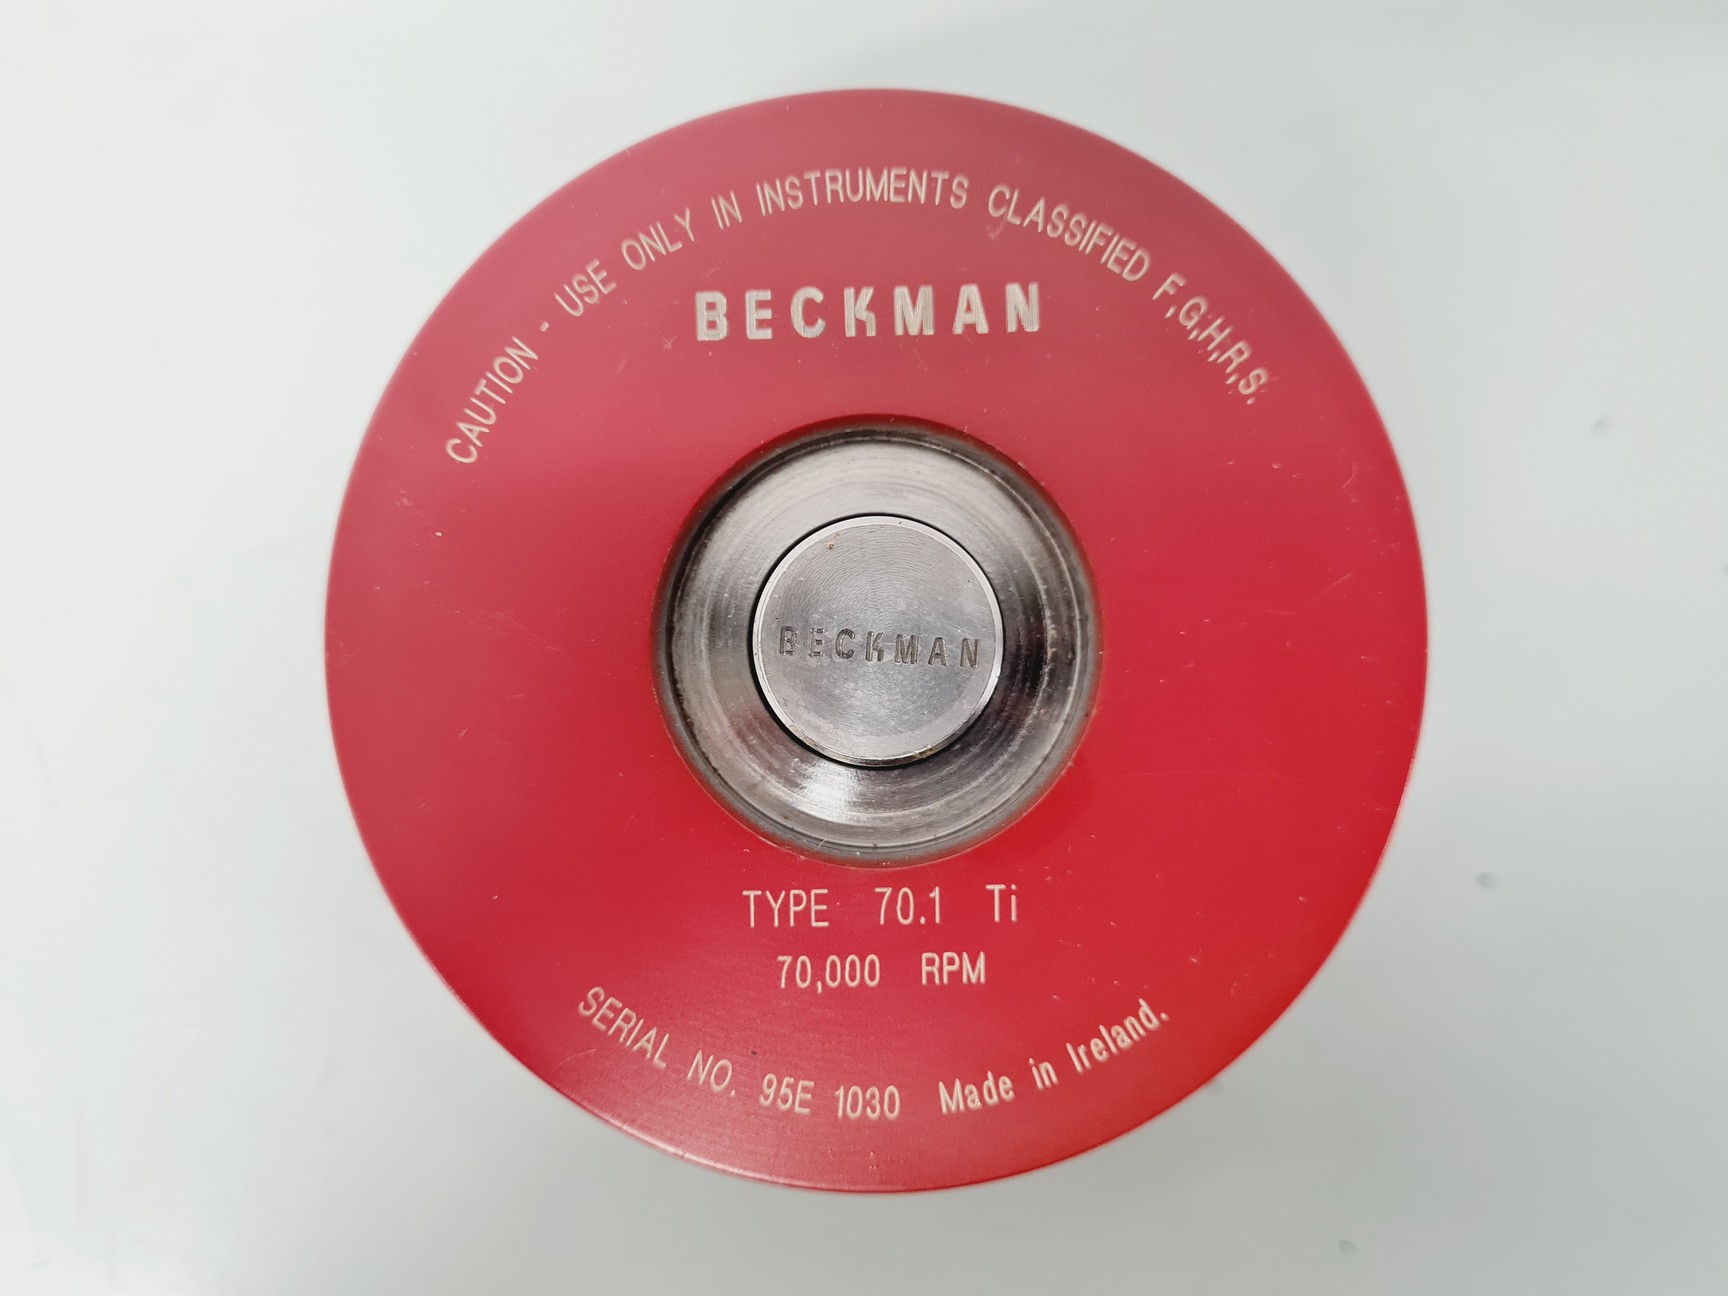 CAUTION - USE ONLY IN INSTRUMENTS CLASSIFIED F,G,H,R,S.
BECKMAN
BECKMAN
TYPE 70.1 Ti
70,000 RPM
SERIAL NO. 95E 1030 Made in Ireland.